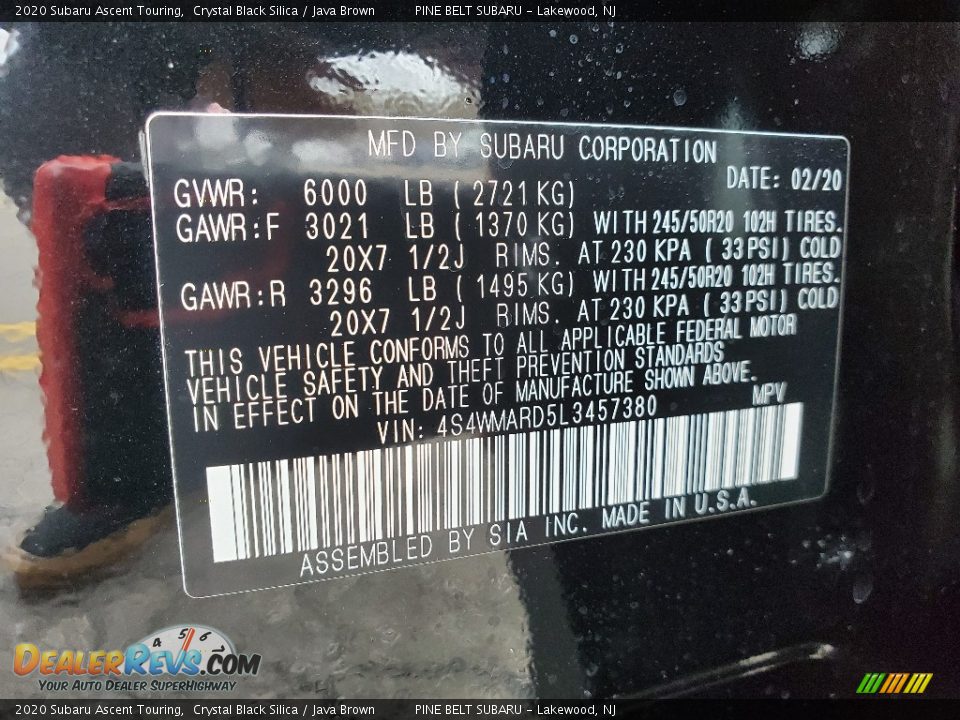 2020 Subaru Ascent Touring, Crystal Black Silica / Java Brown PINE BELT SUBARU - Lakewood, NJ
MFD BY SUBARU CORPORATION
DATE: 02/20
GVWR: 6000 LB (2721 KG)
GAWR:F 3021 LB (1370 KG) WITH 245/50R20 102H TIRES.
20X7 1/2J RIMS. AT 230 KPA (33 PSI) COLD
GAWR:R 3296 LB (1495 KG) WITH 245/50R20 102H TIRES.
20X7 1/2J RIMS. AT 230 KPA (33 PSI) COLD
THIS VEHICLE CONFORMS TO ALL APPLICABLE FEDERAL MOTOR
VEHICLE SAFETY AND THEFT PREVENTION STANDARDS
IN EFFECT ON THE DATE OF MANUFACTURE SHOWN ABOVE.
VIN: 4S4WMARD5L3457380 MPV
ASSEMBLED BY SIA INC. MADE IN U.S.A.
4 5 6
DEALERREVS.COM
YOUR AUTO DEALER SUPERHIGHWAY
2020 Subaru Ascent Touring, Crystal Black Silica / Java Brown PINE BELT SUBARU - Lakewood, NJ